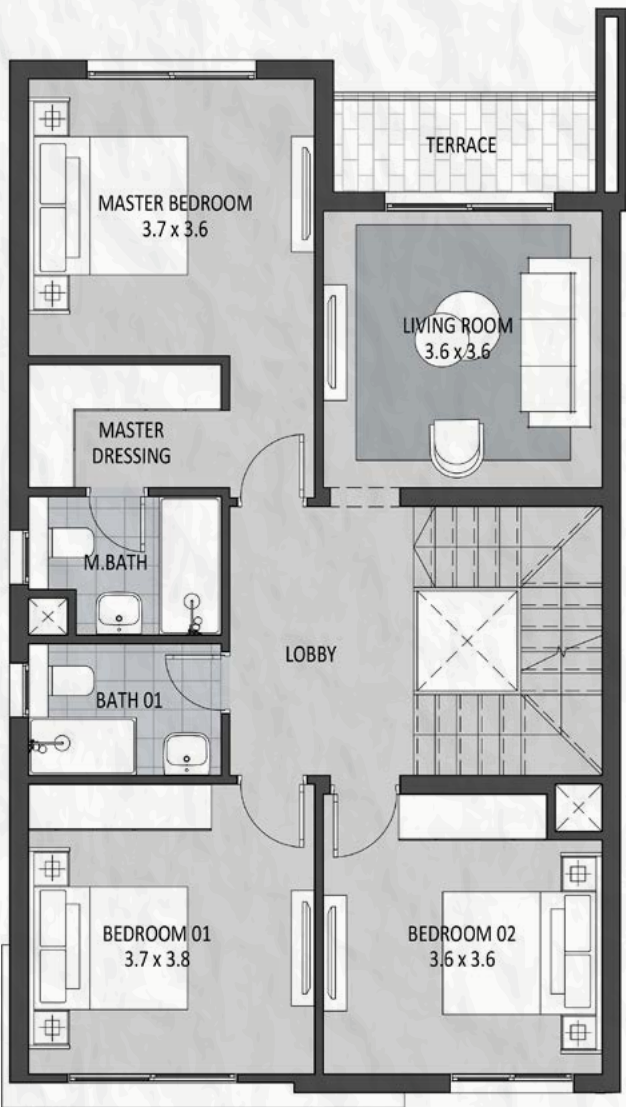 TERRACE
MASTER BEDROOM
3.7 x 3.6
LIVING ROOM
3.6 x 3.6
MASTER
DRESSING
M.BATH
LOBBY
BATH 01
BEDROOM 01
3.7 x 3.8
BEDROOM 02
3.6 x 3.6